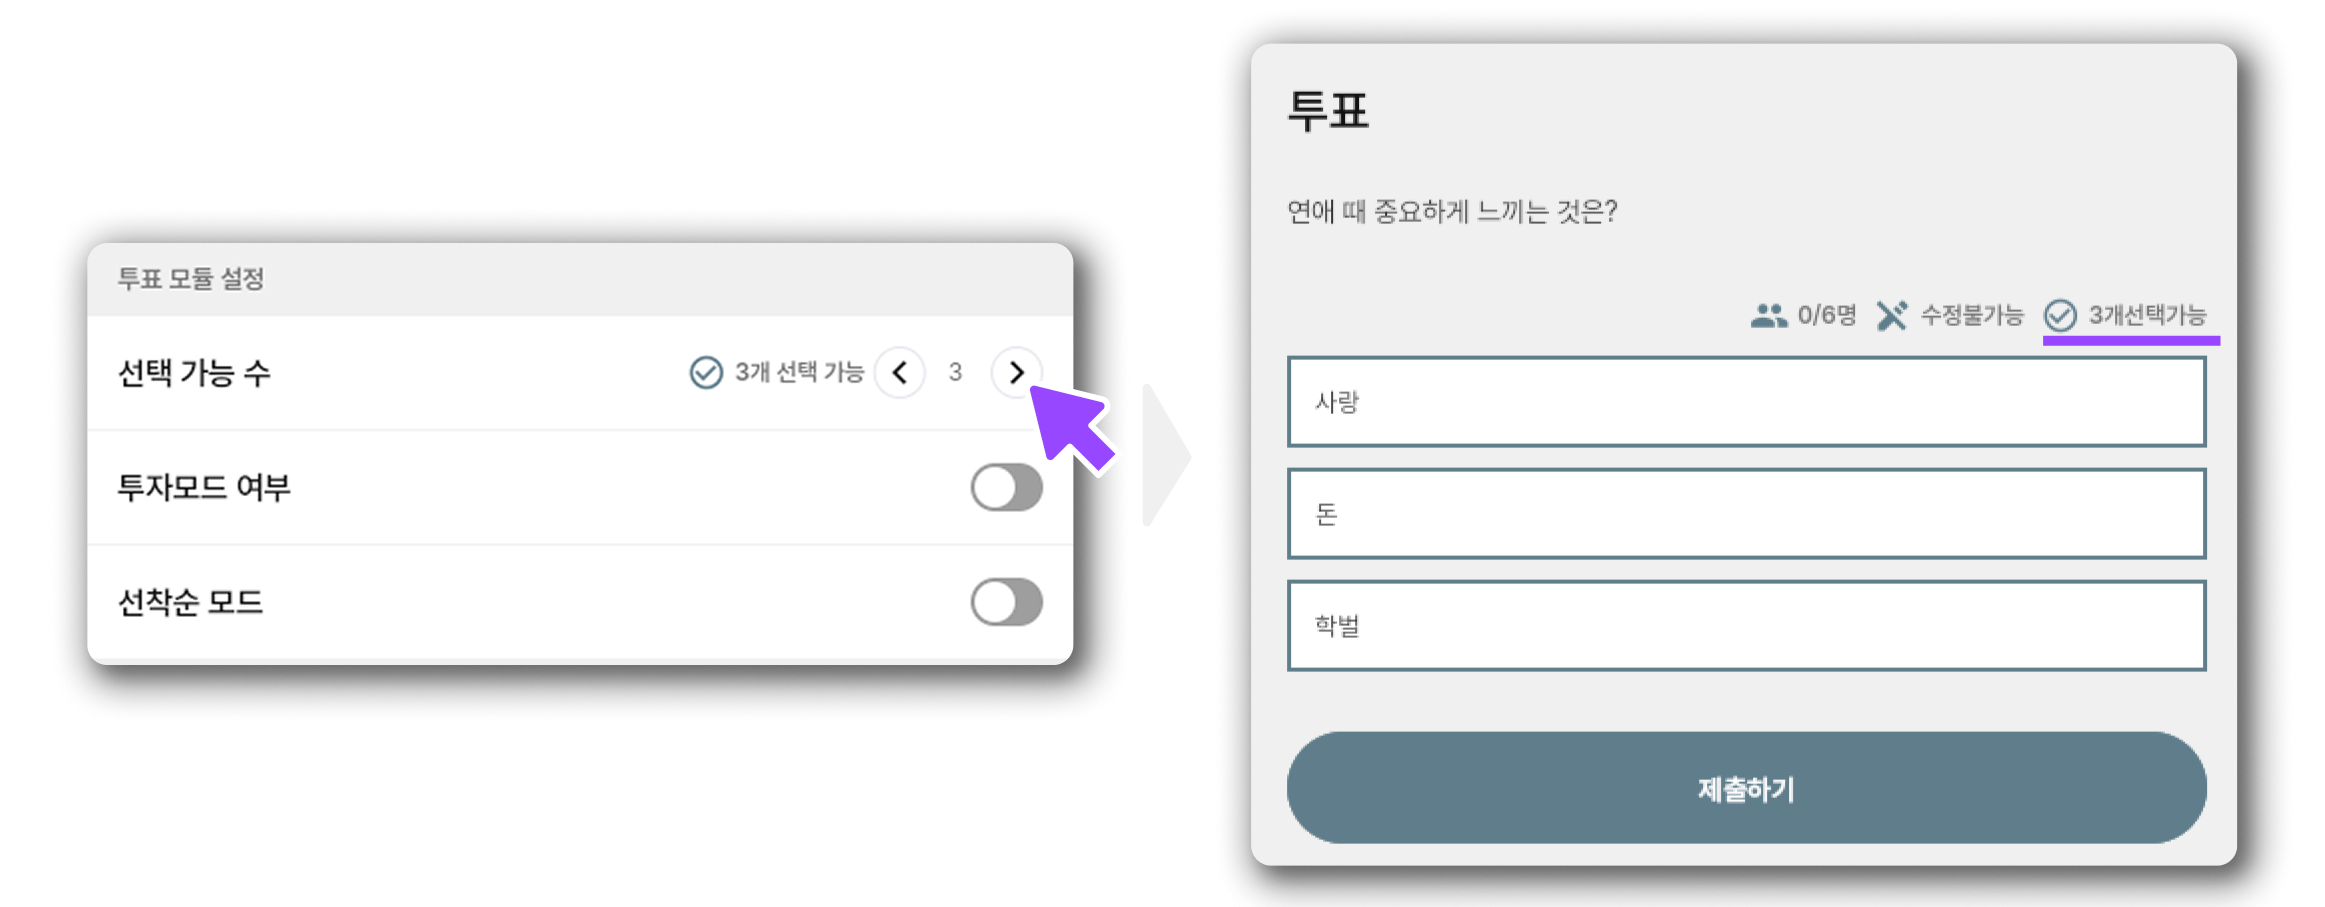 투표 모듈 설정
선택 가능 수 3개 선택 가능 3
투자모드 여부
선착순 모드
투표
연애 때 중요하게 느끼는 것은?
0/6명 수정불가능 3개선택가능
사랑
돈
학벌
제출하기